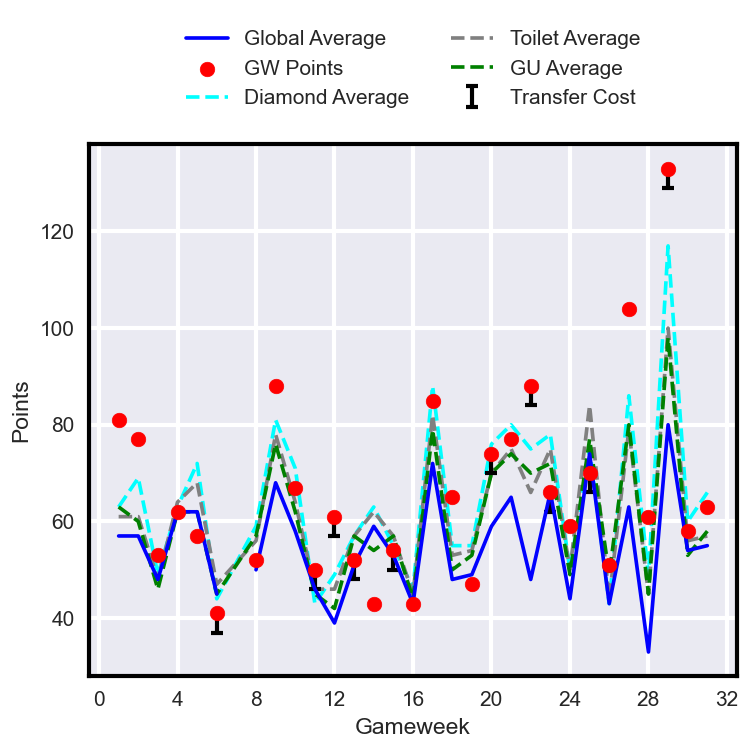 Global Average
GW Points
Diamond Average
Toilet Average
GU Average
Transfer Cost
Points
120
100
80
60
40
0 4 8 12 16 20 24 28 32
Gameweek